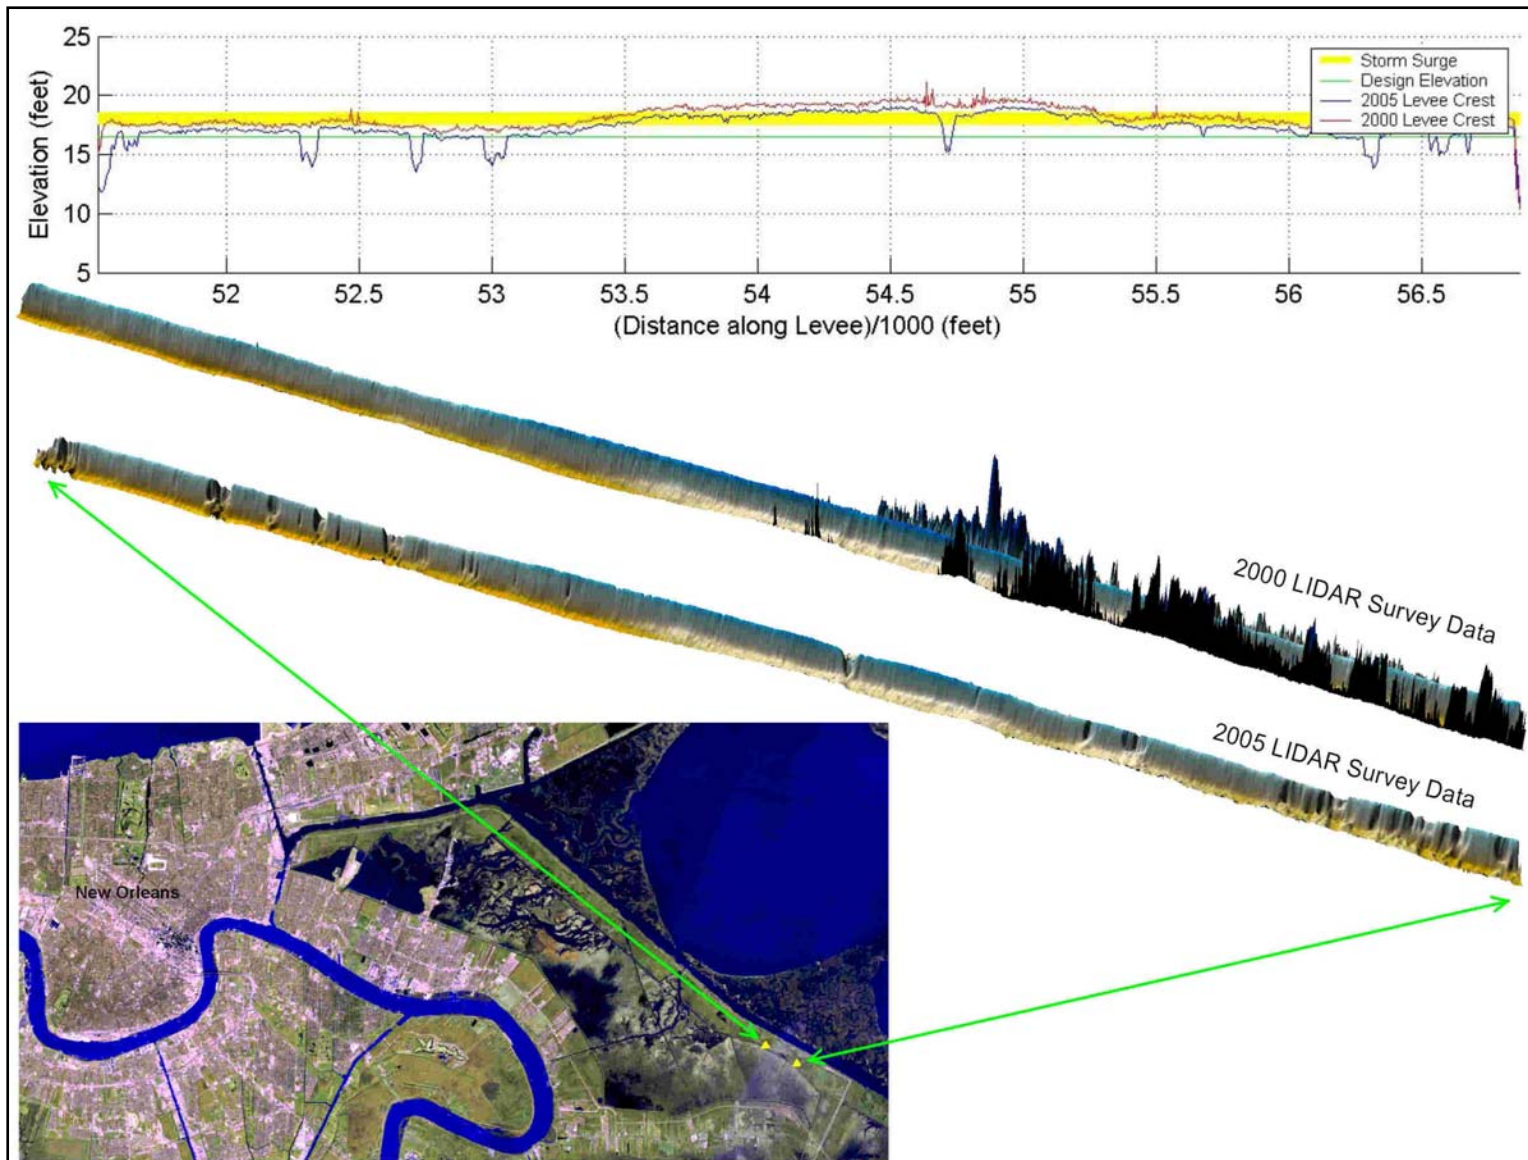 25
20
15
10
5
Elevation (feet)
Storm Surge
Design Elevation
2005 Levee Crest
2000 Levee Crest
52 52.5 53 53.5 54 54.5 55 55.5 56 56.5
(Distance along Levee)/1000 (feet)
2000 LIDAR Survey Data
2005 LIDAR Survey Data
New Orleans